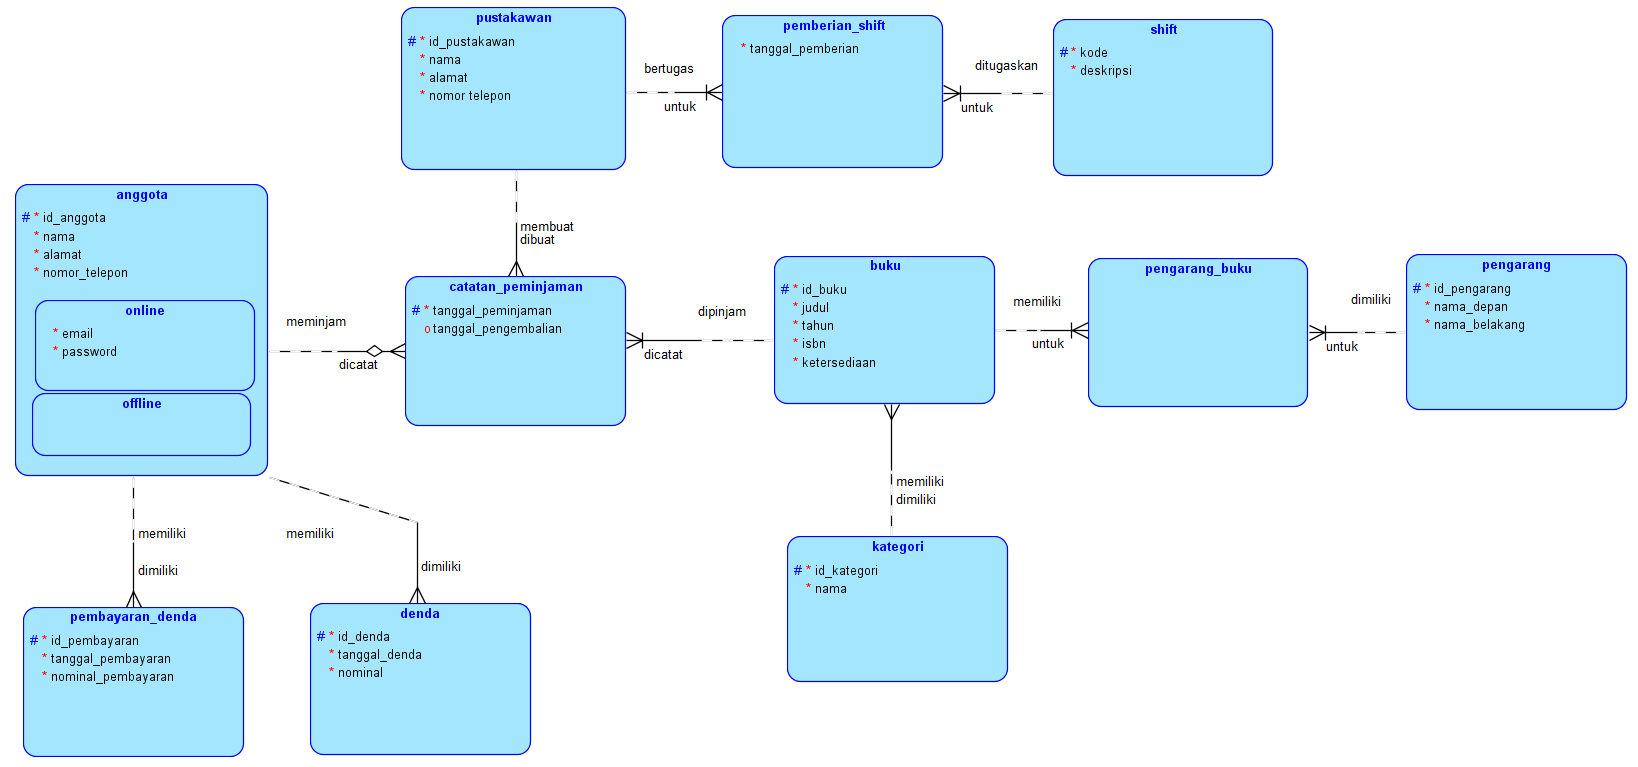 pustakawan
# * id_pustakawan
* nama
* alamat
* nomor telepon
bertugas
untuk
pemberian_shift
* tanggal_pemberian
ditugaskan
untuk
shift
# * kode
* deskripsi
anggota
# * id_anggota
* nama
* alamat
* nomor_telepon
online
* email
* password
offline
meminjam
dicatat
membuat
dibuat
catatan_peminjaman
# * tanggal_peminjaman
o tanggal_pengembalian
dipinjam
dicatat
buku
# * id_buku
* judul
* tahun
* isbn
* ketersediaan
memiliki
untuk
pengarang_buku
dimiliki
untuk
pengarang
# * id_pengarang
* nama_depan
* nama_belakang
memiliki
dimiliki
kategori
# * id_kategori
* nama
memiliki
dimiliki
pembayaran_denda
# * id_pembayaran
* tanggal_pembayaran
* nominal_pembayaran
memiliki
dimiliki
denda
# * id_denda
* tanggal_denda
* nominal